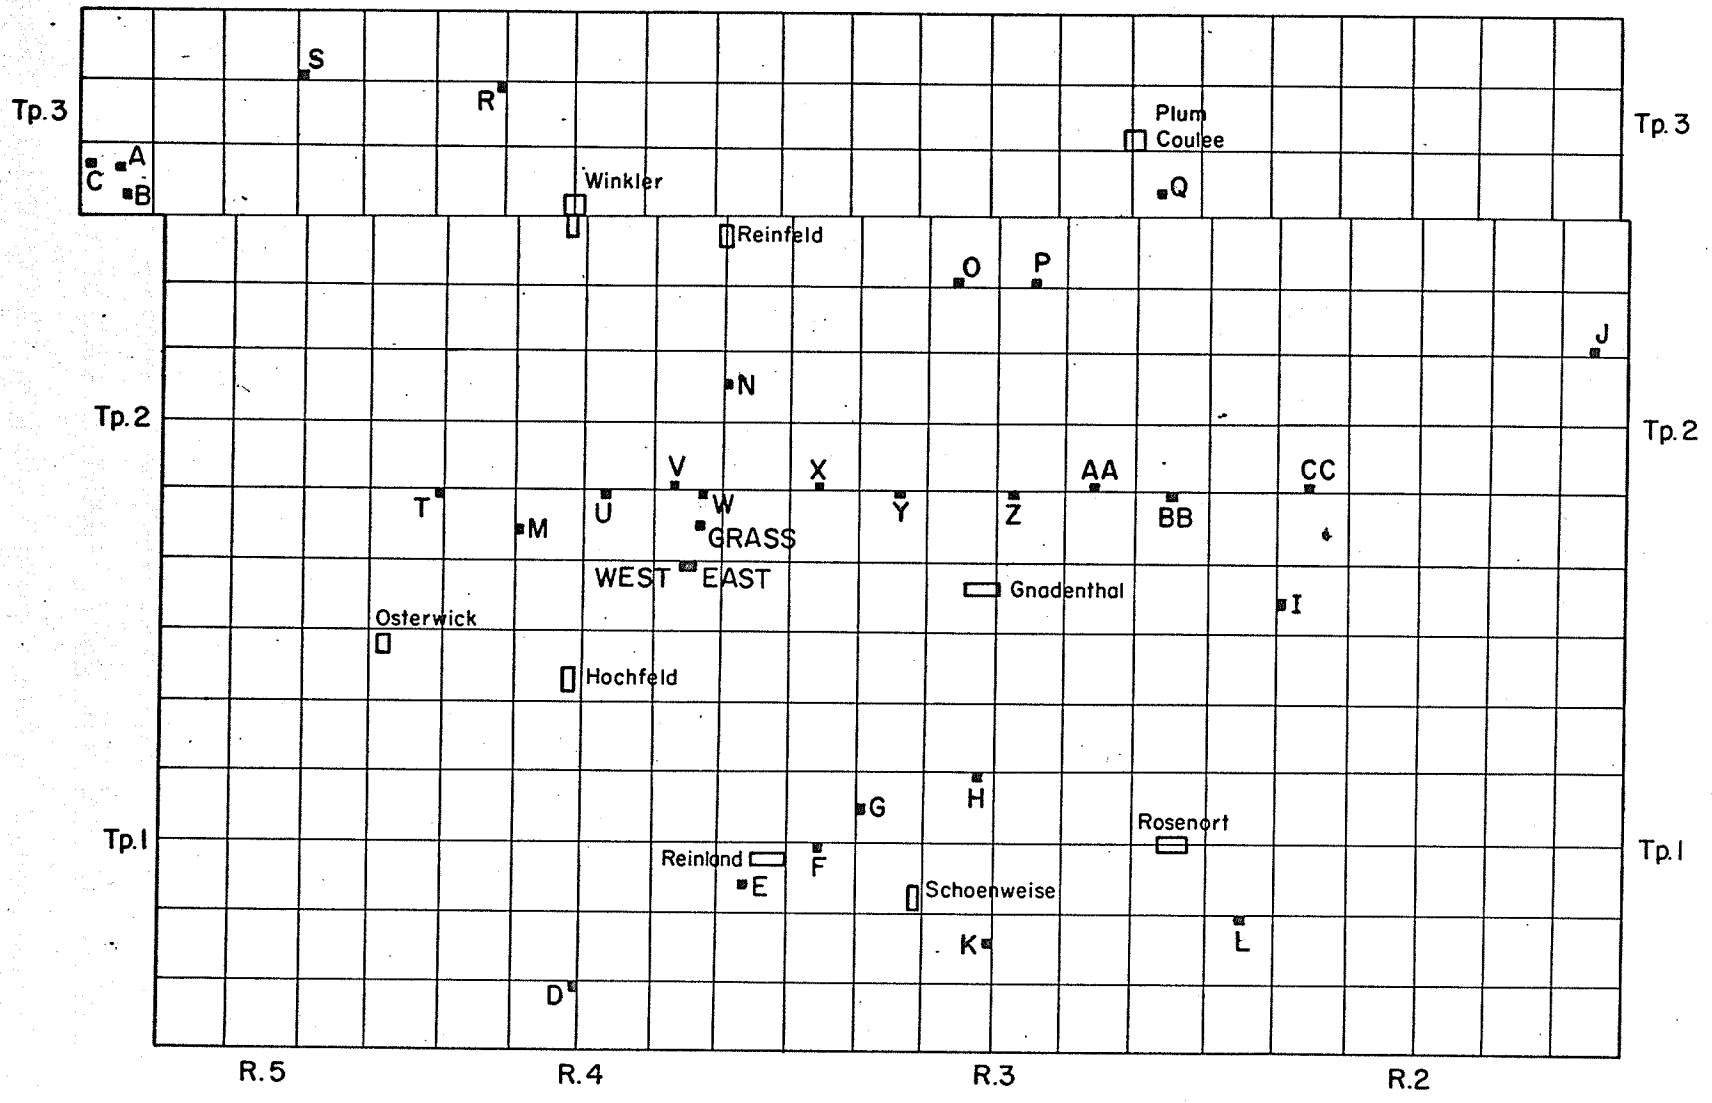 S
R
Tp. 3
Plum
Coulee
Tp. 3
A
C
B
Winkler
Q
Reinfeld
O
P
J
N
Tp. 2
Tp. 2
V
X
AA
CC
T
M
U
W
Y
Z
BB
GRASS
WEST
EAST
Gnadenthal
I
Osterwick
Hochfeld
H
G
Rosenort
Tp. 1
Reinland
F
Tp. 1
E
Schoenweise
K
L
D
R. 5
R. 4
R. 3
R. 2